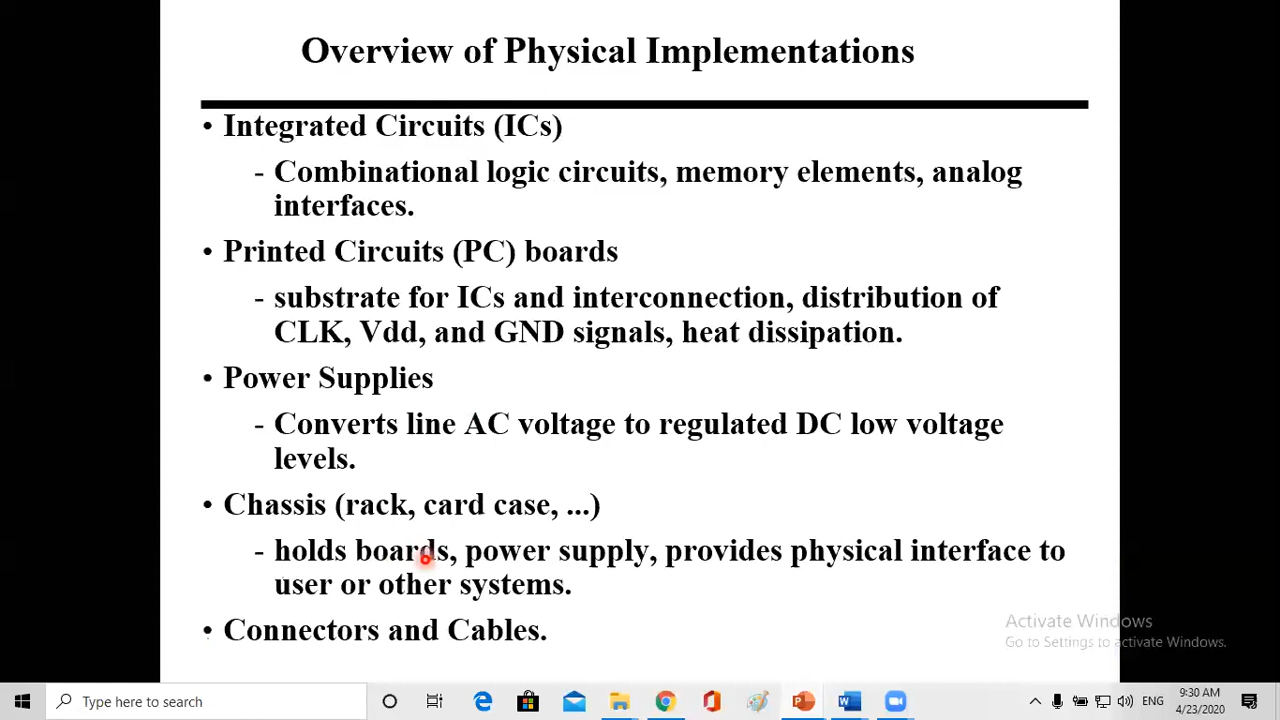 Overview of Physical Implementations
• Integrated Circuits (ICs)
- Combinational logic circuits, memory elements, analog
interfaces.
• Printed Circuits (PC) boards
- substrate for ICs and interconnection, distribution of
CLK, Vdd, and GND signals, heat dissipation.
• Power Supplies
- Converts line AC voltage to regulated DC low voltage
levels.
• Chassis (rack, card case, ...)
- holds boards, power supply, provides physical interface to
user or other systems.
• Connectors and Cables.
Activate Windows
Go to Settings to activate Windows.
Type here to search
ENG
9:30 AM
4/23/2020